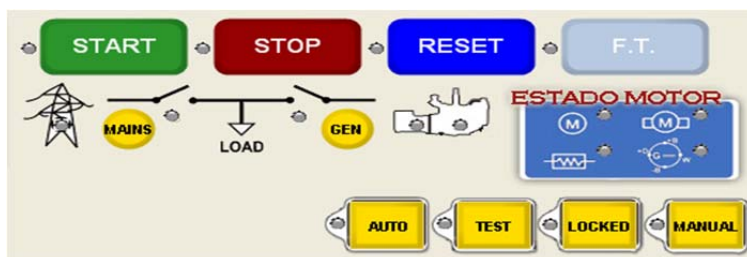 START STOP RESET F.T.
ESTADO MOTOR
MAINS GEN
LOAD
M M
G
AUTO TEST LOCKED MANUAL